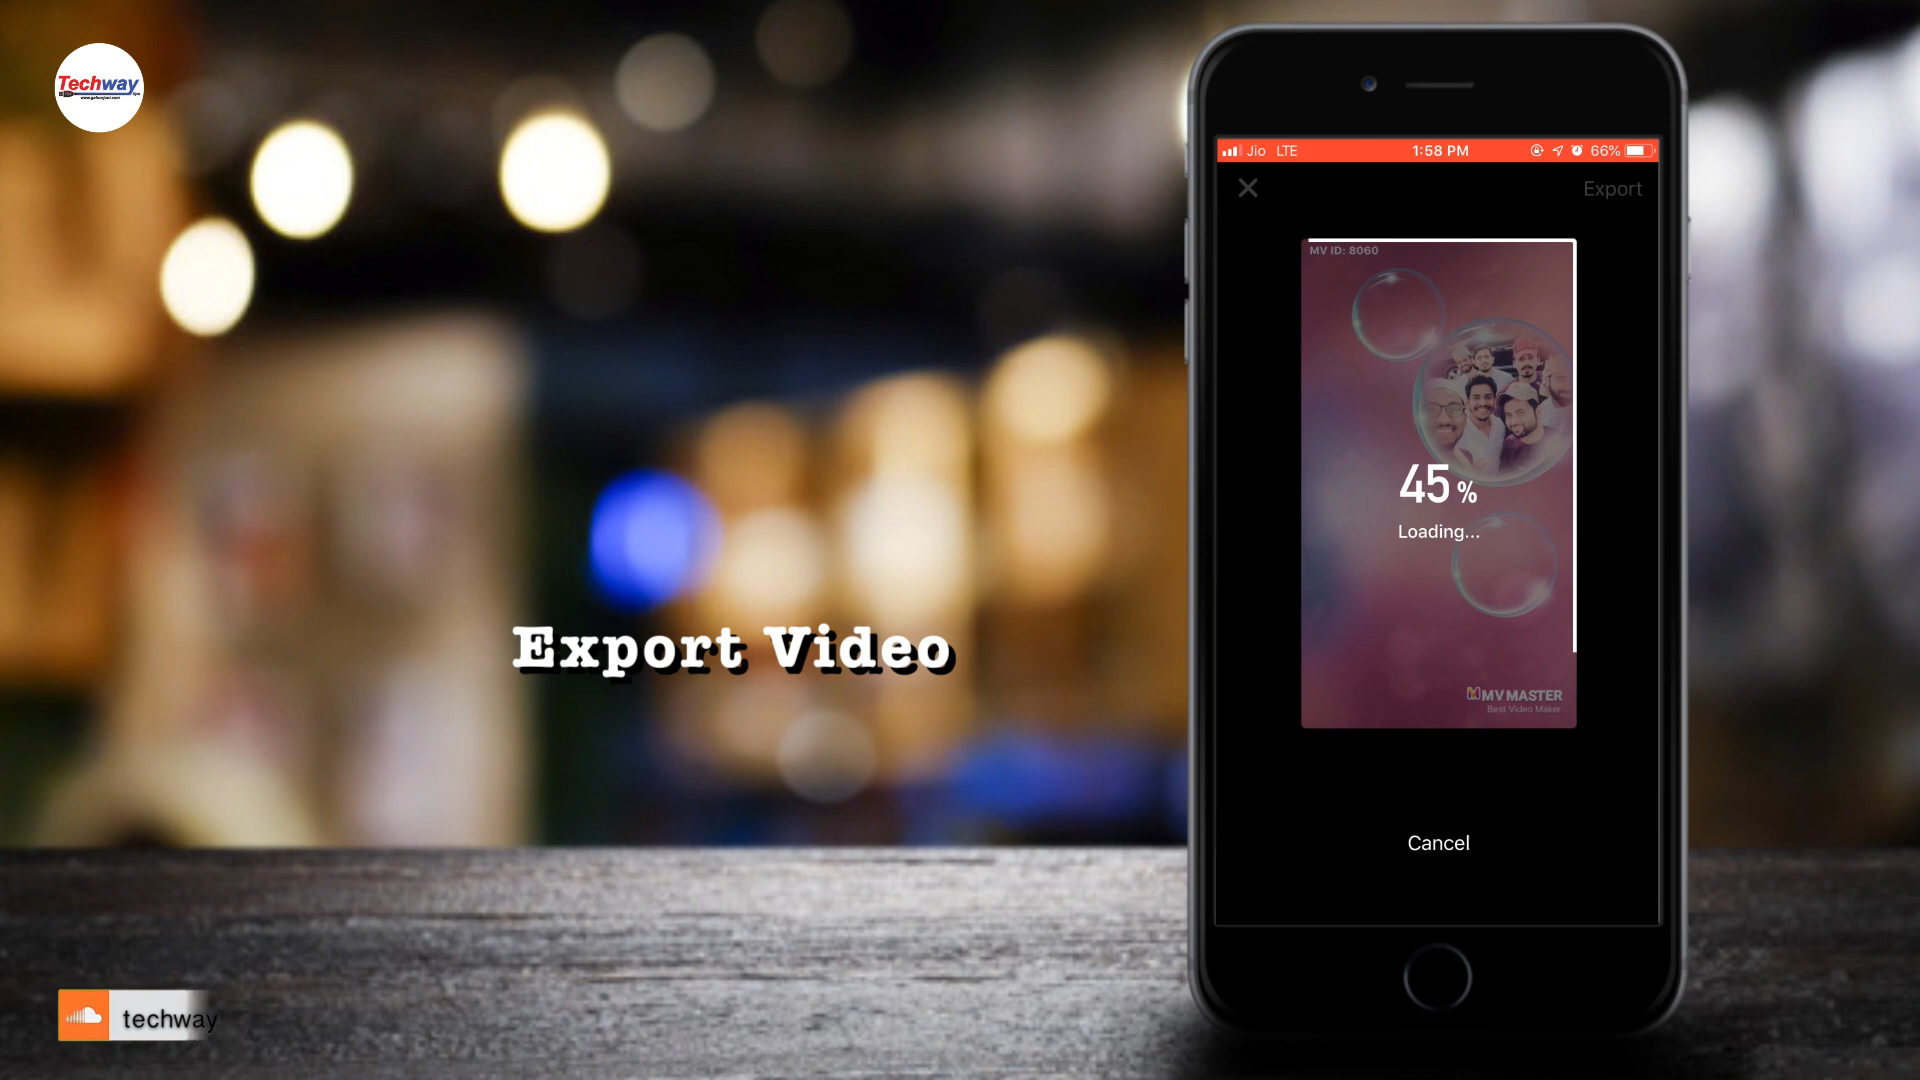 Techway
Jio LTE 1:58 PM 66%
Export
MV ID: 8060
45 %
Loading...
MV MASTER
Best Video Maker
Cancel
Export Video
techway